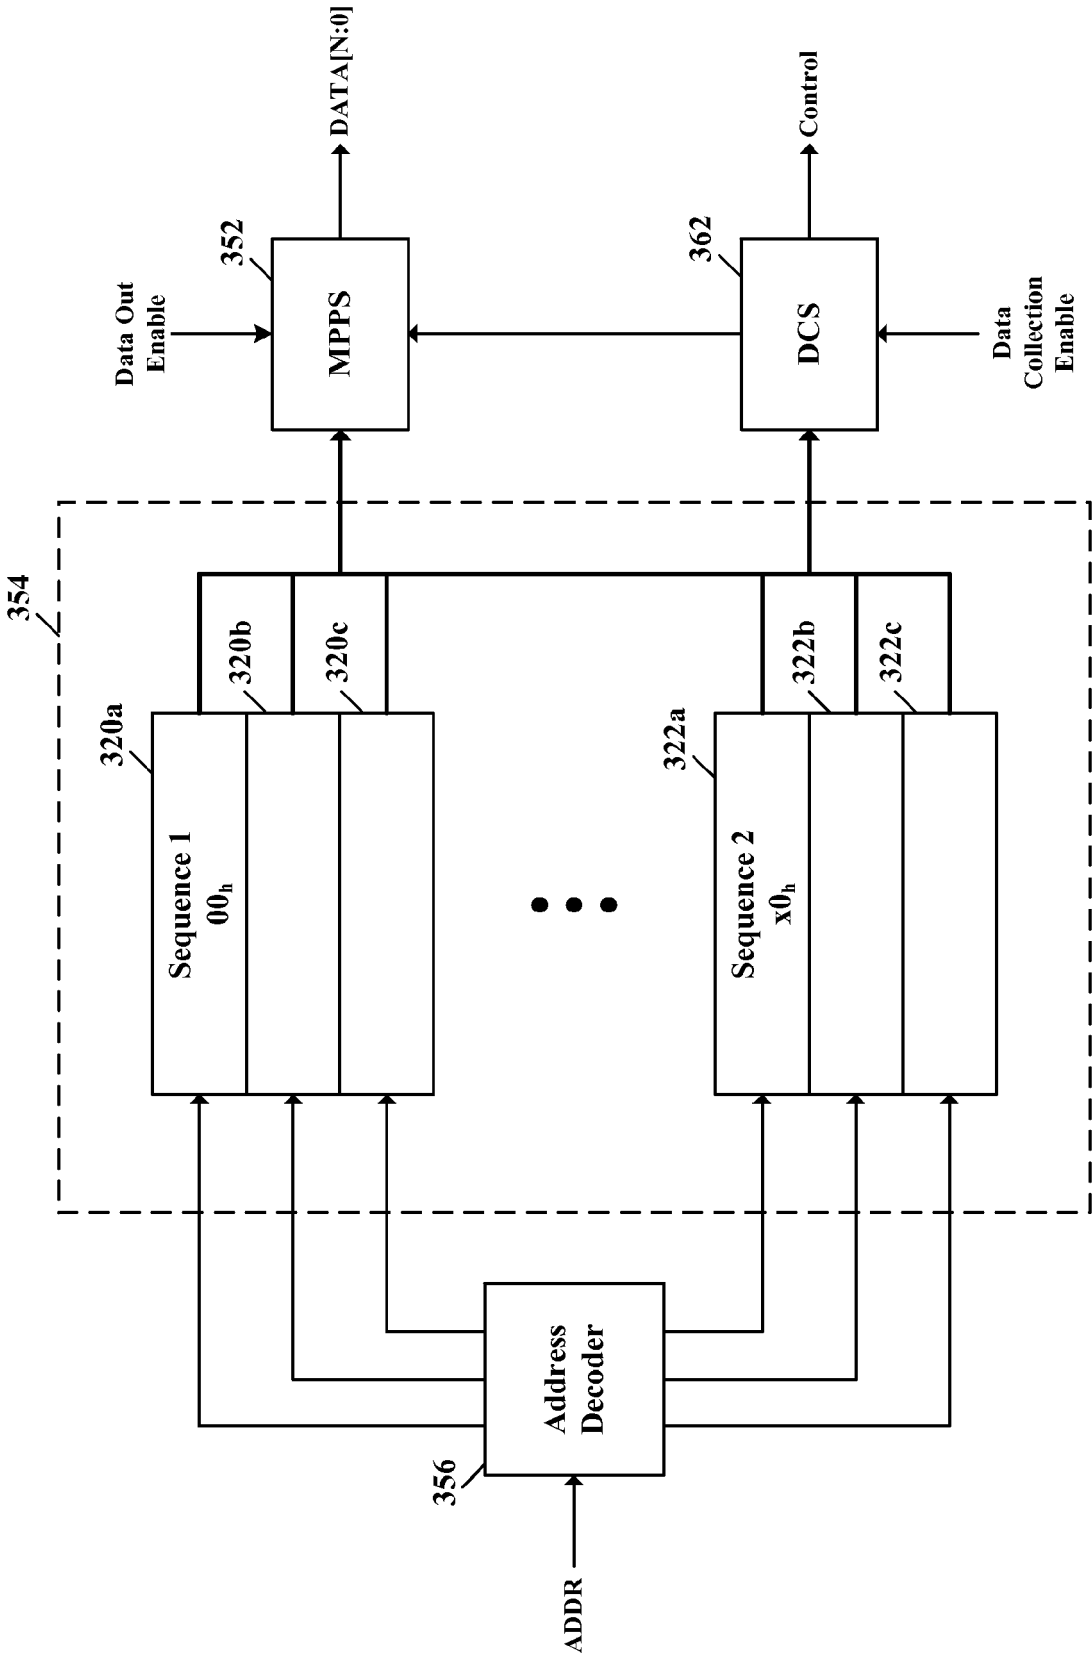 354
320a
Sequence 1
00h
320b
320c
322a
Sequence 2
x0h
322b
322c
ADDR
356
Address
Decoder
Data Out
Enable
352
MPPS
DATA[N:0]
362
DCS
Control
Data
Collection
Enable